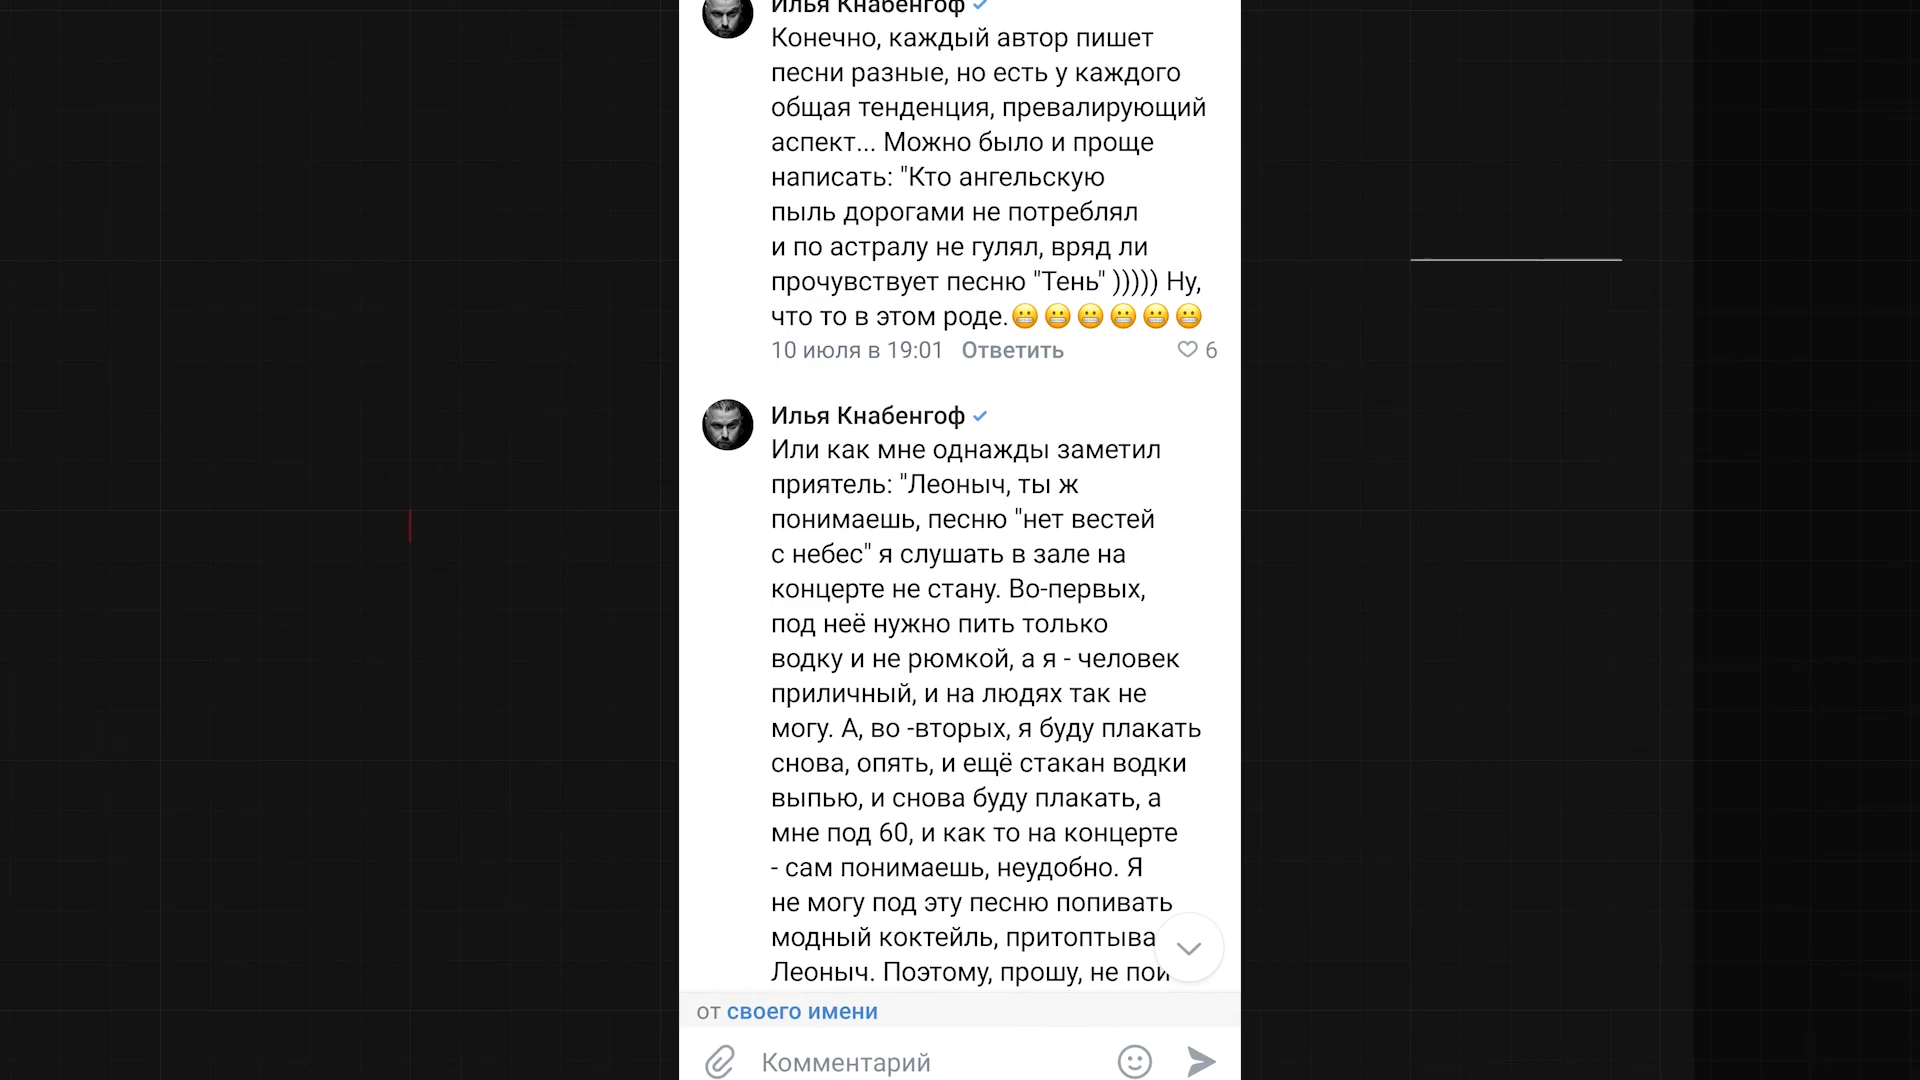 Илья Кнабенгоф
Конечно, каждый автор пишет
песни разные, но есть у каждого
общая тенденция, превалирующий
аспект... Можно было и проще
написать: "Кто ангельскую
пыль дорогами не потреблял
и по астралу не гулял, вряд ли
прочувствует песню "Тень" ))))) Ну,
что то в этом роде.😬😬😬😬😬😬
10 июля в 19:01 Ответить 6
Илья Кнабенгоф
Или как мне однажды заметил
приятель: "Леоныч, ты ж
понимаешь, песню "нет вестей
с небес" я слушать в зале на
концерте не стану. Во-первых,
под неё нужно пить только
водку и не рюмкой, а я - человек
приличный, и на людях так не
могу. А, во -вторых, я буду плакать
снова, опять, и ещё стакан водки
выпью, и снова буду плакать, а
мне под 60, и как то на концерте
- сам понимаешь, неудобно. Я
не могу под эту песню попивать
модный коктейль, притоптыва
Леоныч. Поэтому, прошу, не
от своего имени
Комментарий